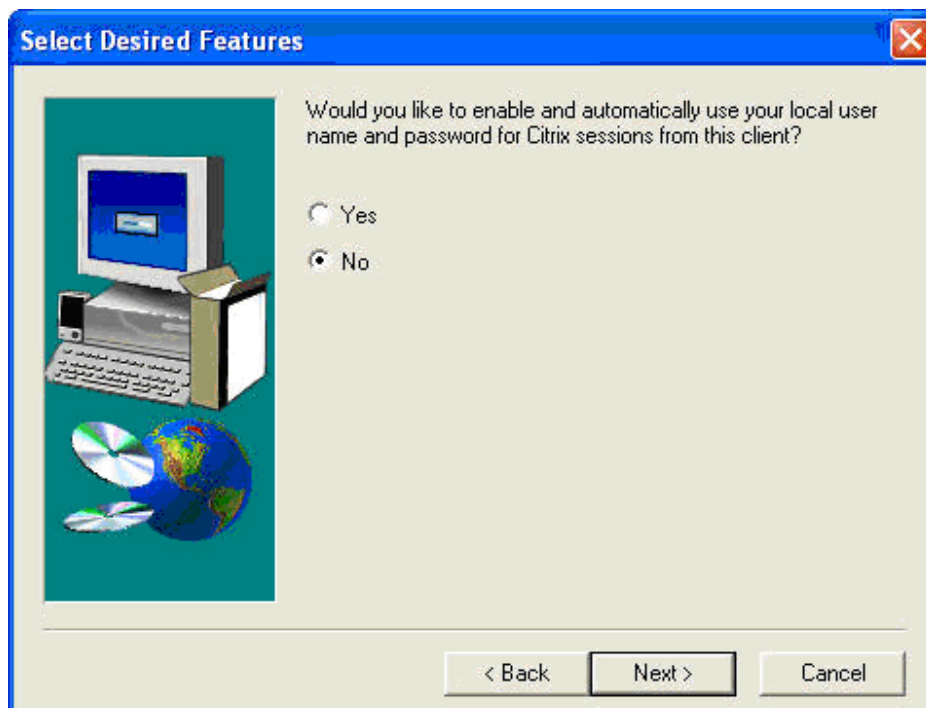 Select Desired Features
Would you like to enable and automatically use your local user
name and password for Citrix sessions from this client?
Yes
No
< Back
Next >
Cancel